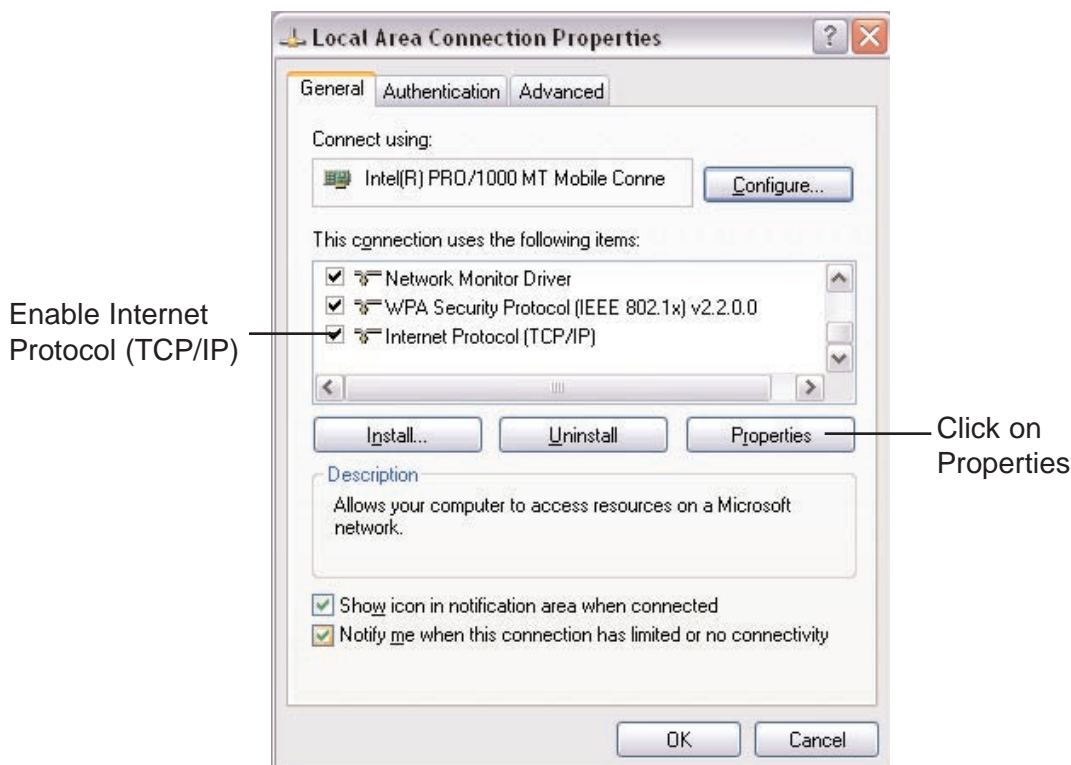 Local Area Connection Properties
General Authentication Advanced
Connect using:
Intel(R) PRO/1000 MT Mobile Conne
Configure...
This connection uses the following items:
Network Monitor Driver
WPA Security Protocol (IEEE 802.1x) v2.2.0.0
Internet Protocol (TCP/IP)
Enable Internet
Protocol (TCP/IP)
Install... Uninstall Properties
Click on
Properties
Description
Allows your computer to access resources on a Microsoft
network.
Show icon in notification area when connected
Notify me when this connection has limited or no connectivity
OK Cancel